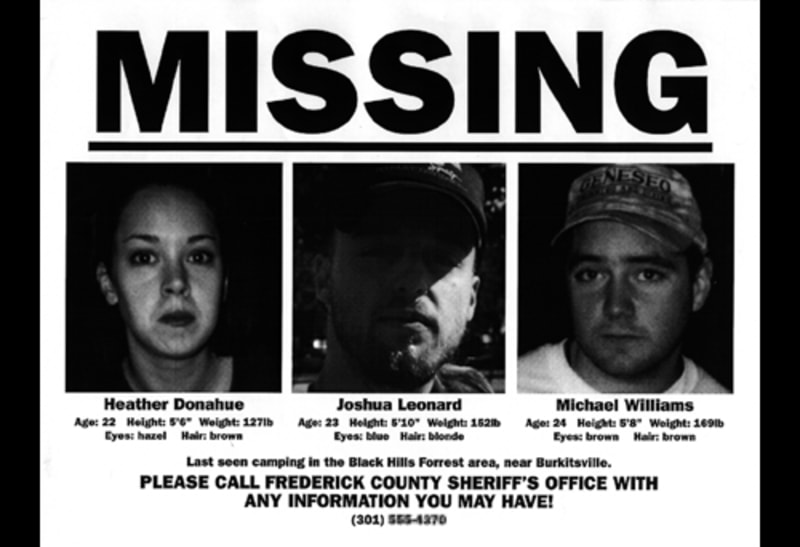 MISSING
GENESEO
Heather Donahue
Age: 22 Height: 5'6" Weight: 127lb
Eyes: hazel Hair: brown
Joshua Leonard
Age: 23 Height: 5'10" Weight: 152lb
Eyes: blue Hair: blonde
Michael Williams
Age: 24 Height: 5'8" Weight: 169lb
Eyes: brown Hair: brown
Last seen camping in the Black Hills Forrest area, near Burkitsville.
PLEASE CALL FREDERICK COUNTY SHERIFF'S OFFICE WITH
ANY INFORMATION YOU MAY HAVE!
(301)